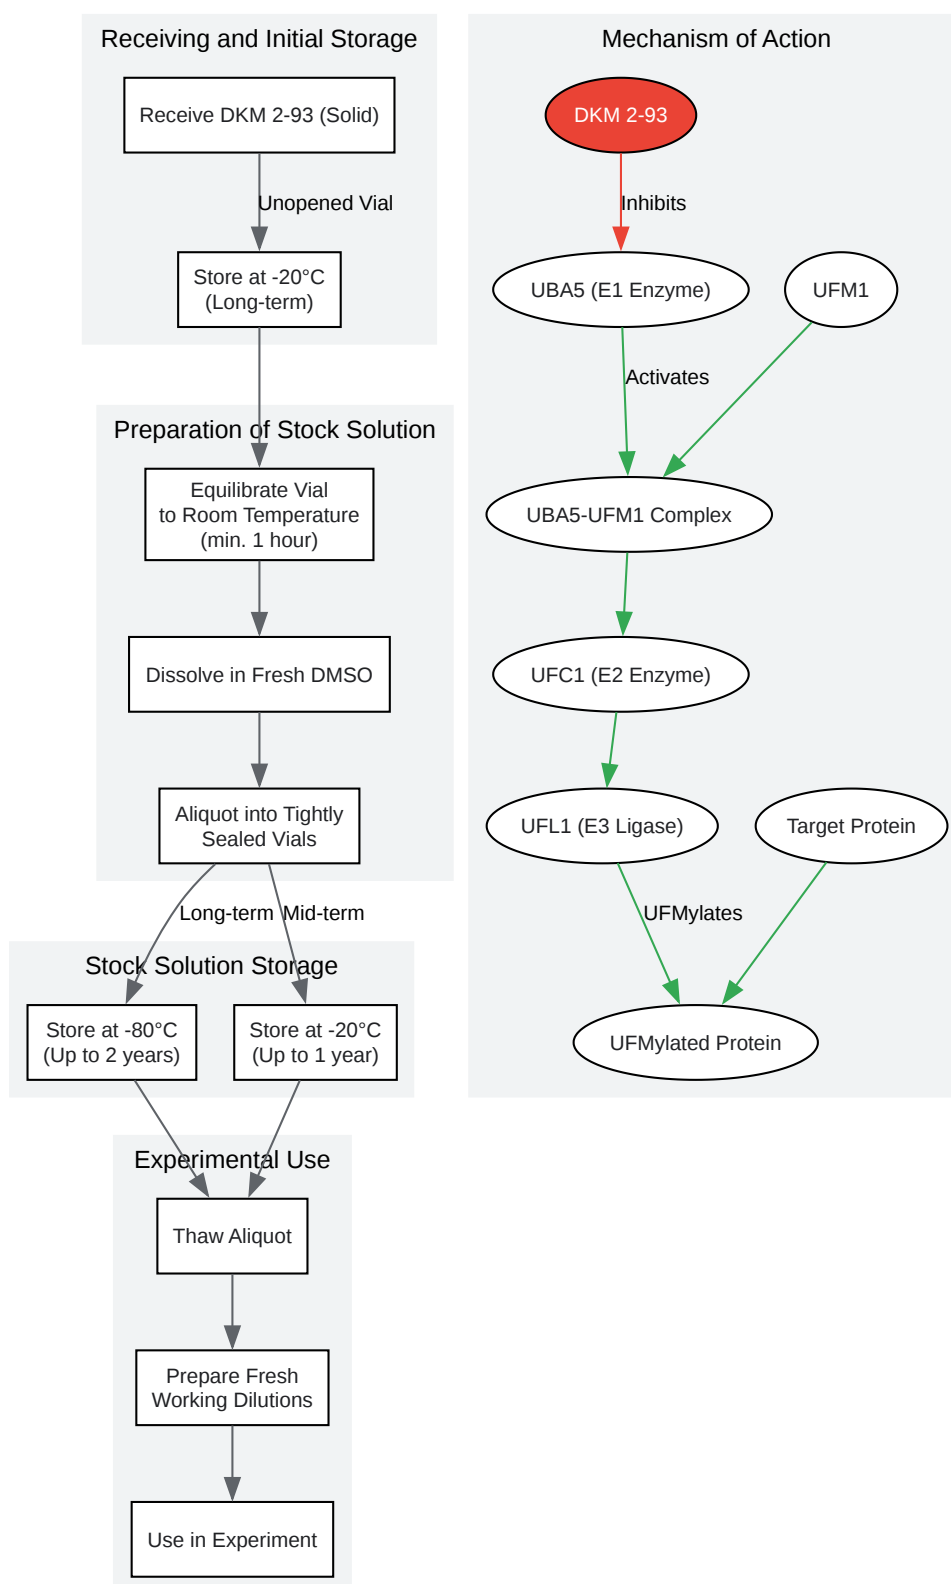 Receiving and Initial Storage
Receive DKM 2-93 (Solid)
Unopened Vial
Store at -20°C
(Long-term)
Preparation of Stock Solution
Equilibrate Vial
to Room Temperature
(min. 1 hour)
Dissolve in Fresh DMSO
Aliquot into Tightly
Sealed Vials
Long-term
Mid-term
Stock Solution Storage
Store at -80°C
(Up to 2 years)
Store at -20°C
(Up to 1 year)
Experimental Use
Thaw Aliquot
Prepare Fresh
Working Dilutions
Use in Experiment
Mechanism of Action
DKM 2-93
Inhibits
UBA5 (E1 Enzyme)
UFM1
Activates
UBA5-UFM1 Complex
UFC1 (E2 Enzyme)
UFL1 (E3 Ligase)
Target Protein
UFMylates
UFMylated Protein